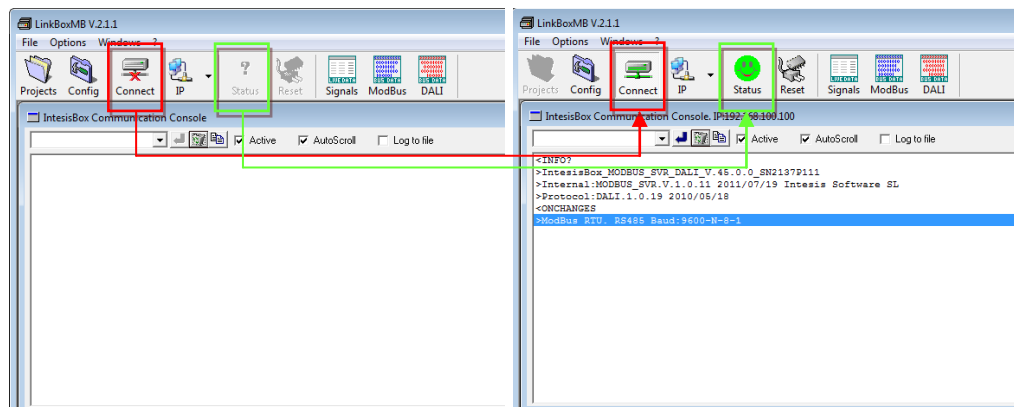 LinkBoxMB V.2.1.1
File Options Windows ?
Projects Config Connect IP Status Reset Signals ModBus DALI
IntesisBox Communication Console
Active AutoScroll Log to file
LinkBoxMB V.2.1.1
File Options Windows ?
Projects Config Connect IP Status Reset Signals ModBus DALI
IntesisBox Communication Console. IP:192.168.100.100
Active AutoScroll Log to file
<INFO?
>IntesisBox_MODBUS_SVR_DALI_V.45.0.0_SN2137P111
>Internal:MODBUS_SVR.V.1.0.11 2011/07/19 Intesis Software SL
>Protocol:DALI.1.0.19 2010/05/18
<ONCHANGES
>ModBus RTU. RS485 Baud:9600-N-8-1